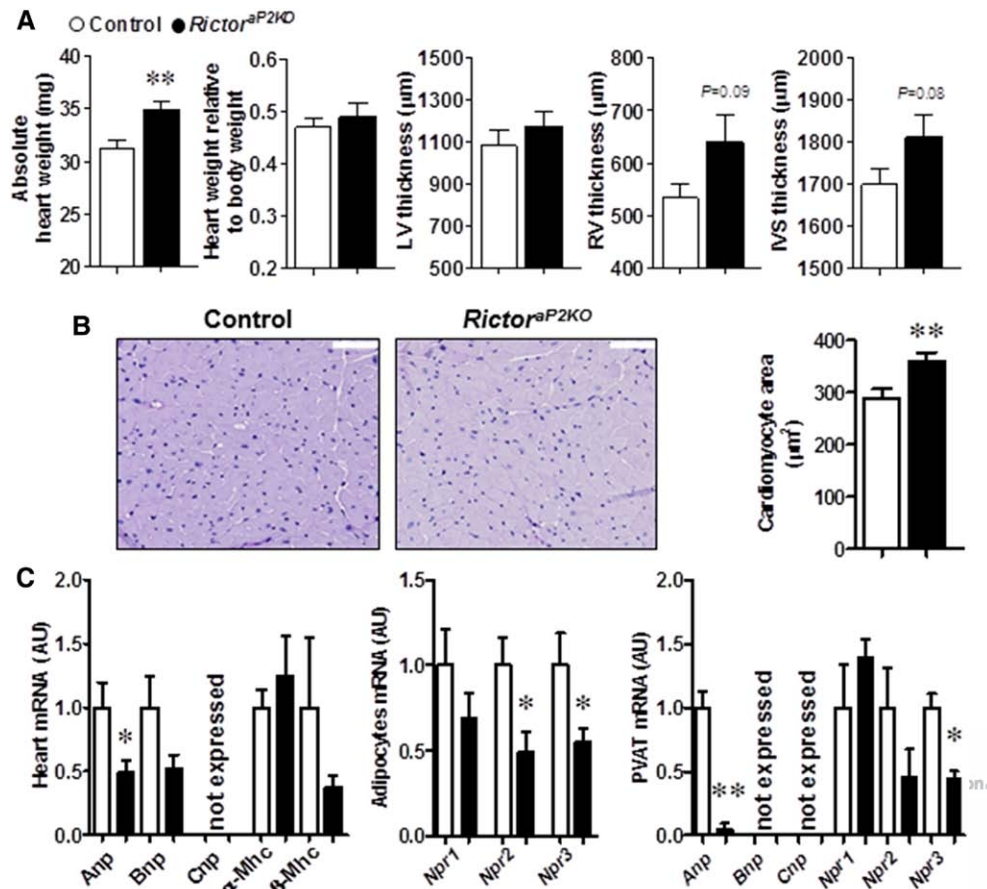 A
Control Rictor^aP2KO
Absolute
heart weight (mg)
40
35
30
25
20
**
Heart weight relative
to body weight
0.6
0.5
0.4
0.3
0.2
LV thickness (µm)
1500
1300
1100
900
700
500
RV thickness (µm)
800
700
600
500
400
P=0.09
IVS thickness (µm)
2000
1900
1800
1700
1600
1500
P=0.08
B
Control
Rictor^aP2KO
Cardiomyocyte area
(µm²)
400
300
200
100
0
**
C
Heart mRNA (AU)
2.0
1.5
1.0
0.5
0.0
*
not expressed
Anp
Bnp
Cnp
α-Mhc
β-Mhc
Adipocytes mRNA (AU)
1.5
1.0
0.5
0.0
*
*
Npr1
Npr2
Npr3
PVAT mRNA (AU)
2.0
1.5
1.0
0.5
0.0
**
not expressed
not expressed
*
Anp
Bnp
Cnp
Npr1
Npr2
Npr3